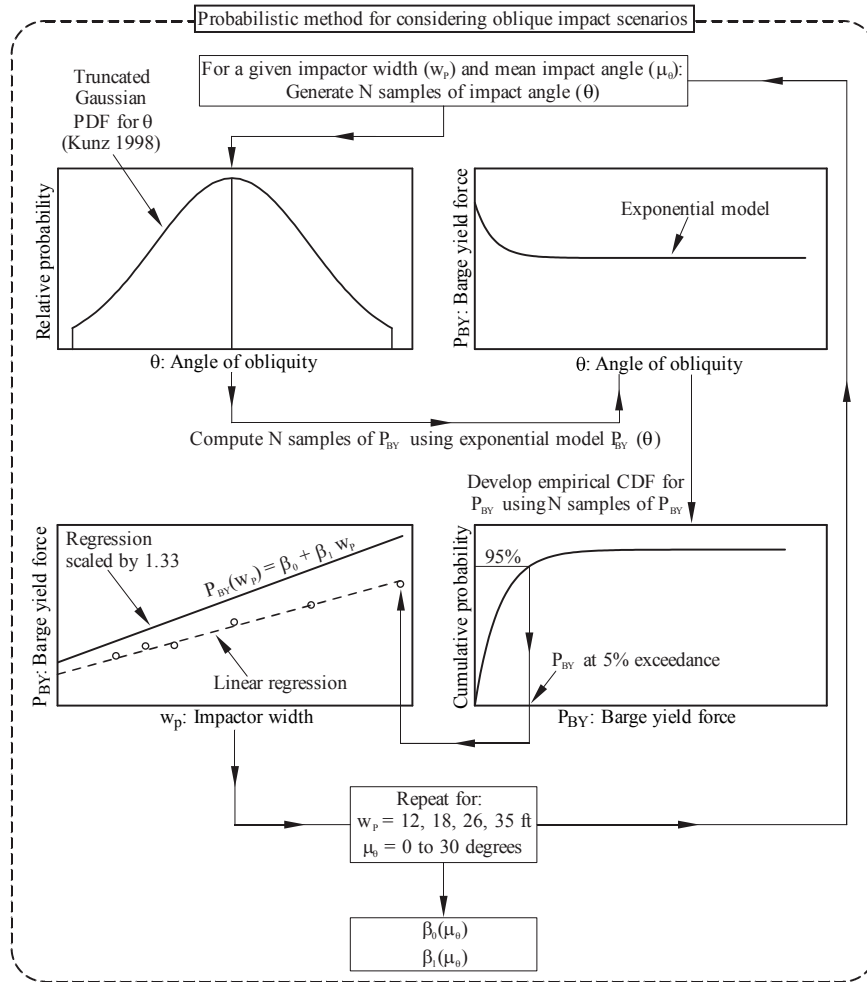 Probabilistic method for considering oblique impact scenarios
For a given impactor width (wP) and mean impact angle (μθ):
Generate N samples of impact angle (θ)
Truncated
Gaussian
PDF for θ
(Kunz 1998)
Relative probability
θ: Angle of obliquity
PBY: Barge yield force
Exponential model
θ: Angle of obliquity
Compute N samples of PBY using exponential model PBY (θ)
Develop empirical CDF for
PBY using N samples of PBY
Regression
scaled by 1.33
PBY(wP) = β0 + β1 wP
Linear regression
PBY: Barge yield force
wp: Impactor width
Cumulative probability
95%
PBY at 5% exceedance
PBY: Barge yield force
Repeat for:
wP = 12, 18, 26, 35 ft
μθ = 0 to 30 degrees
β0(μθ)
β1(μθ)